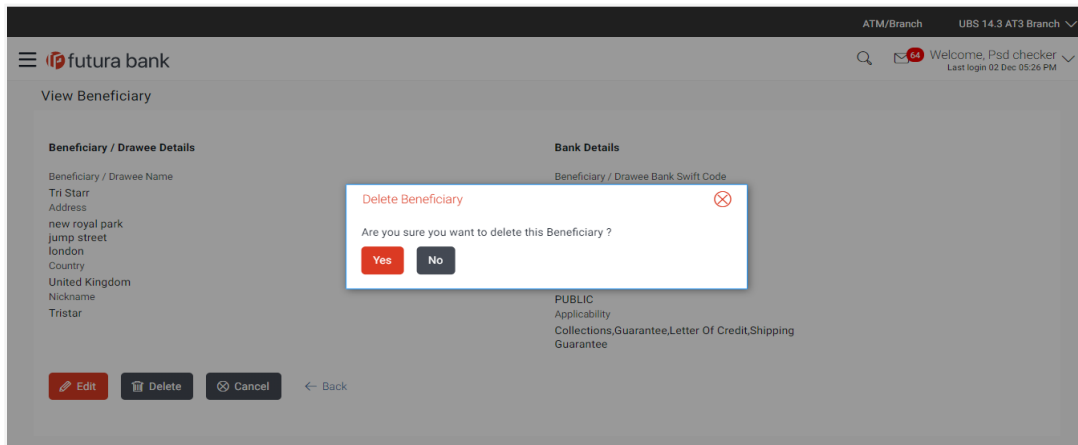 ATM/Branch UBS 14.3 AT3 Branch
futura bank
64
Welcome, Psd checker
Last login 02 Dec 05:26 PM
View Beneficiary
Beneficiary / Drawee Details
Beneficiary / Drawee Name
Tri Starr
Address
new royal park
jump street
london
Country
United Kingdom
Nickname
Tristar
Bank Details
Beneficiary / Drawee Bank Swift Code
PUBLIC
Applicability
Collections,Guarantee,Letter Of Credit,Shipping
Guarantee
Delete Beneficiary
Are you sure you want to delete this Beneficiary ?
Yes No
Edit Delete Cancel Back